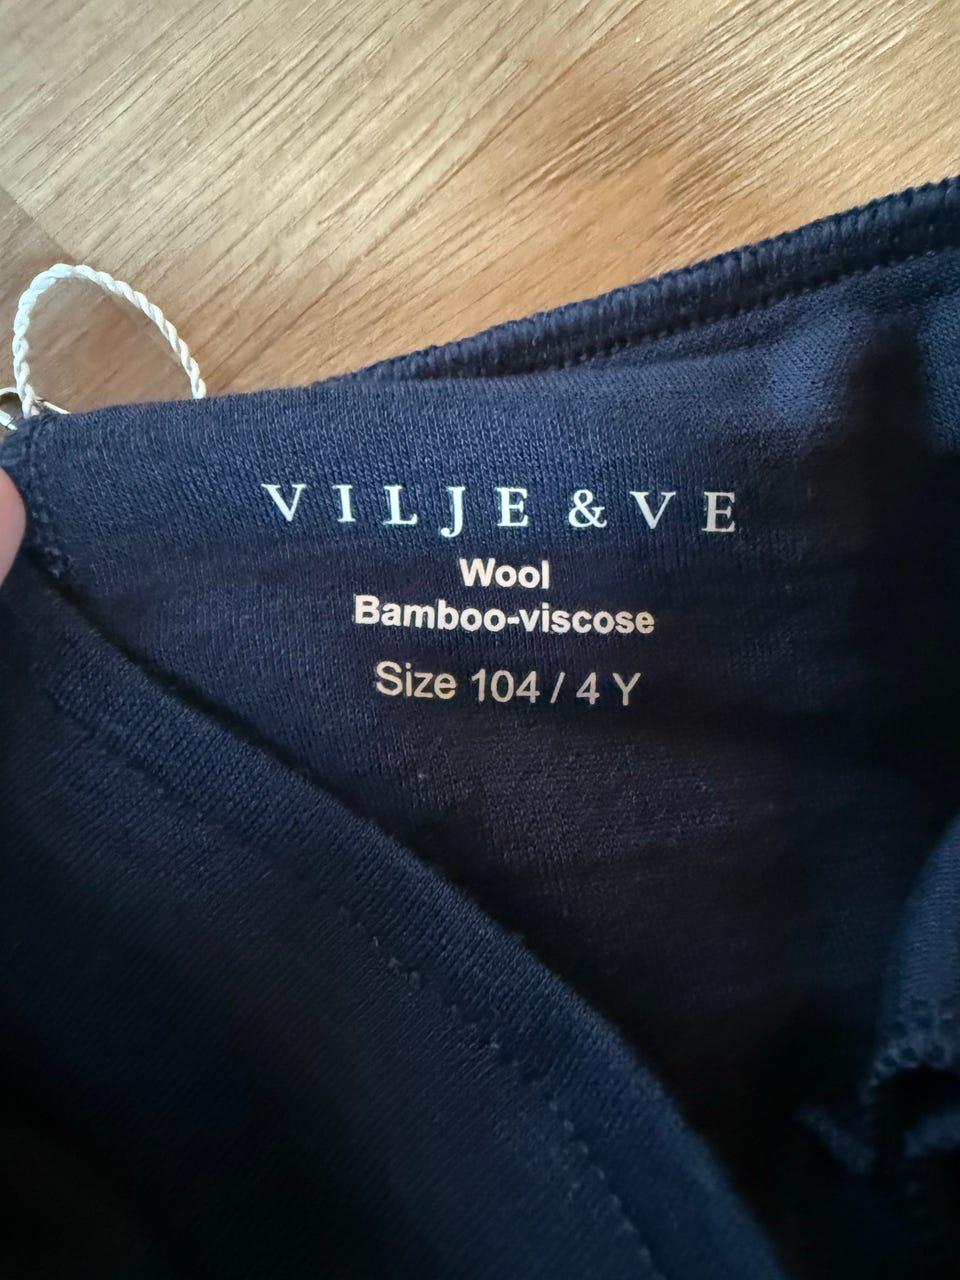 VILJE & VE
Wool
Bamboo-viscose
Size 104 / 4 Y